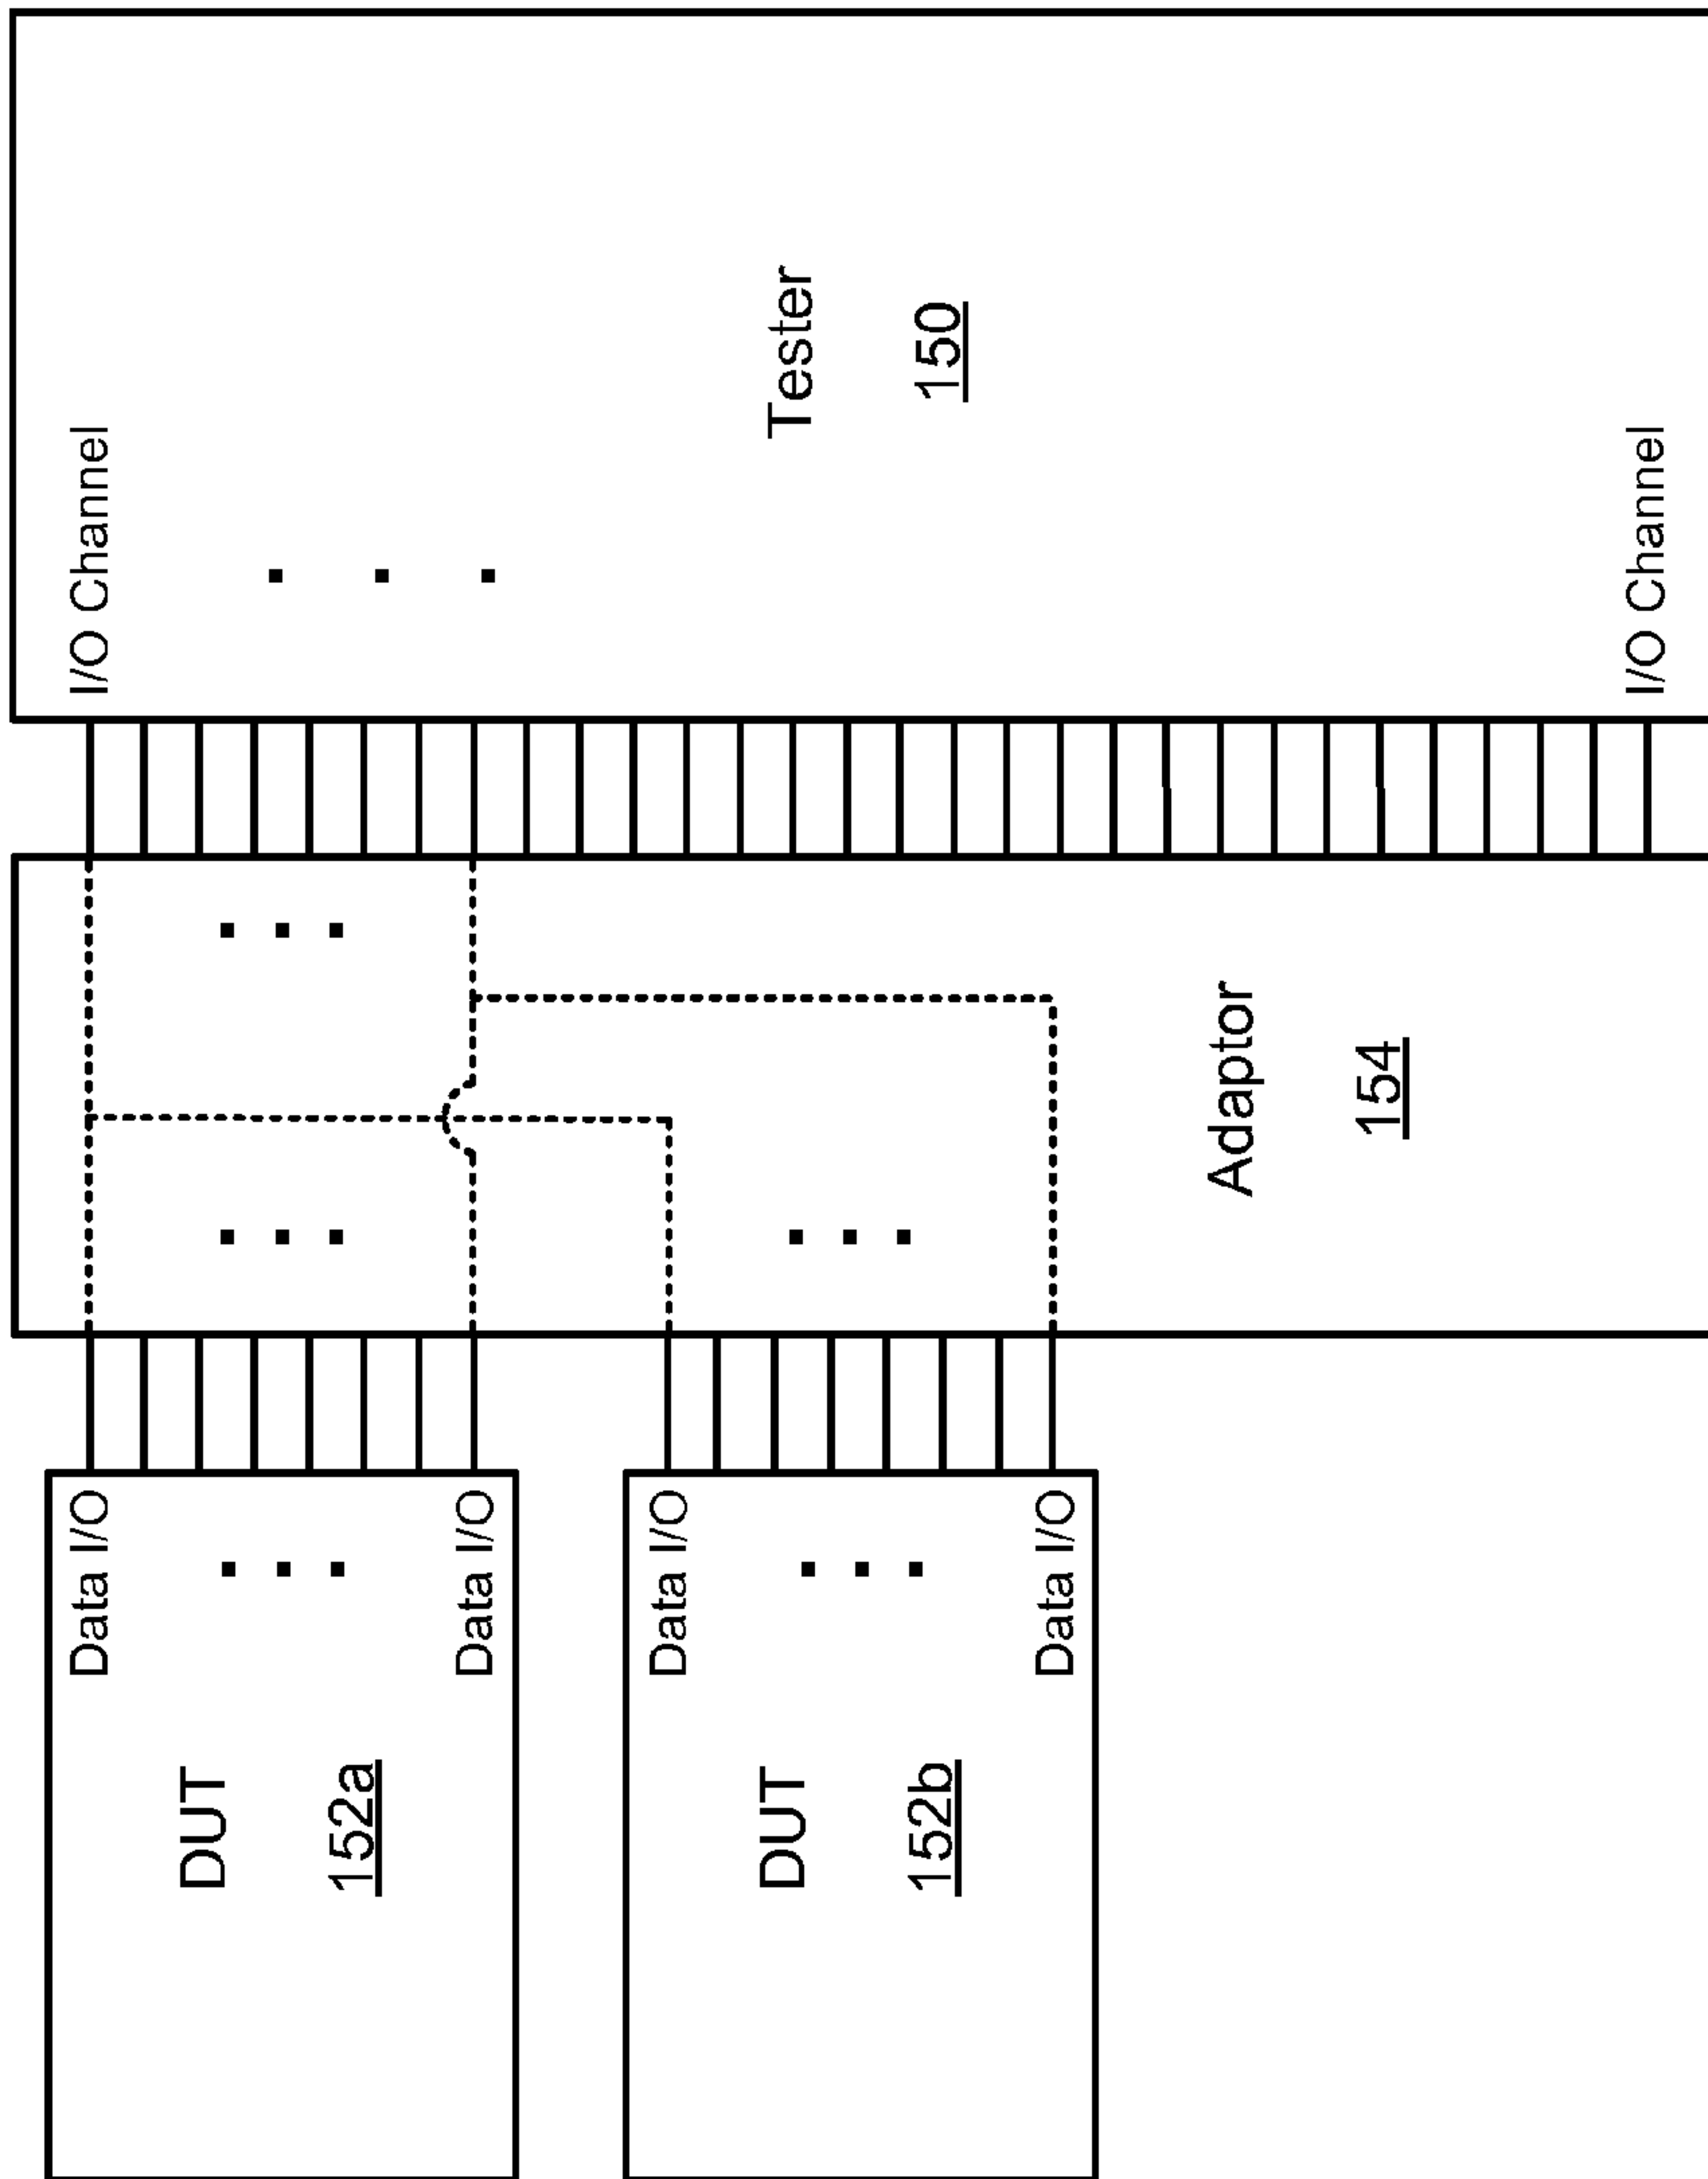 I/O Channel
Tester
150
I/O Channel
Adaptor
154
Data I/O
DUT
152a
Data I/O
Data I/O
DUT
152b
Data I/O